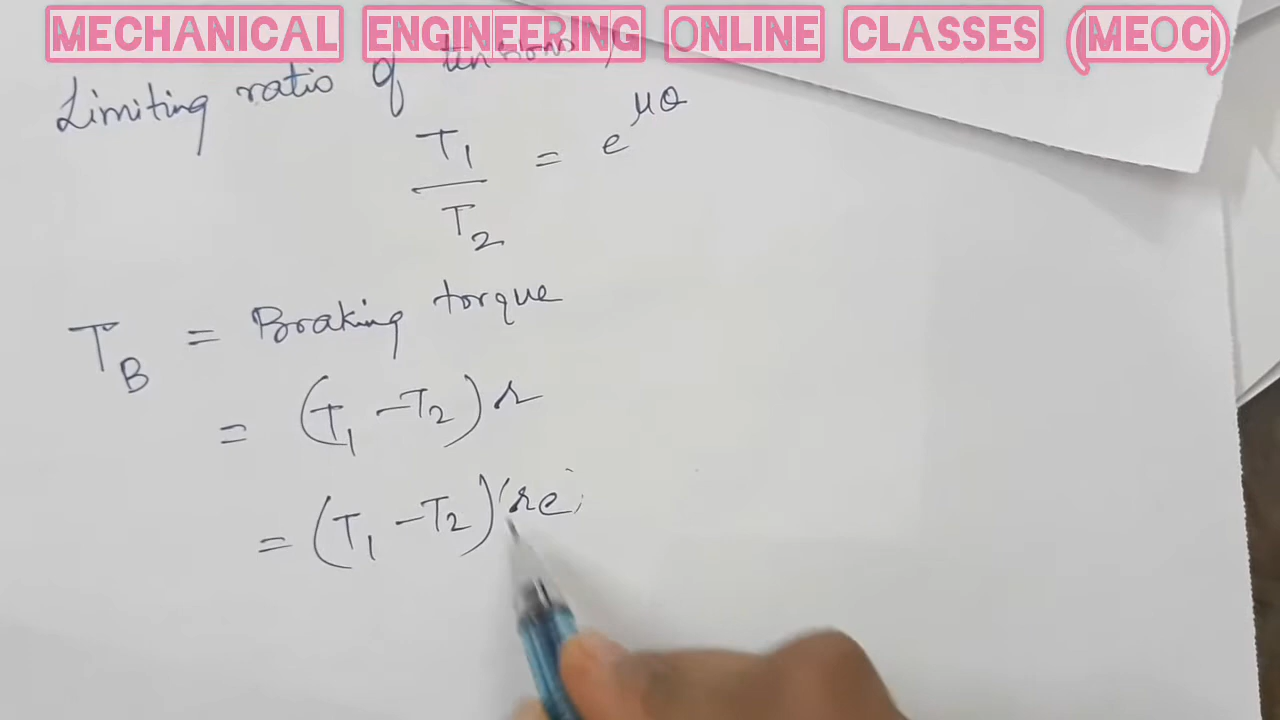 MECHANICAL ENGINEERING ONLINE CLASSES (MEOC)
Limiting ratio of tensions,
T1/T2 = e^μθ
TB = Braking torque
= (T1 - T2) r
= (T1 - T2) (re)